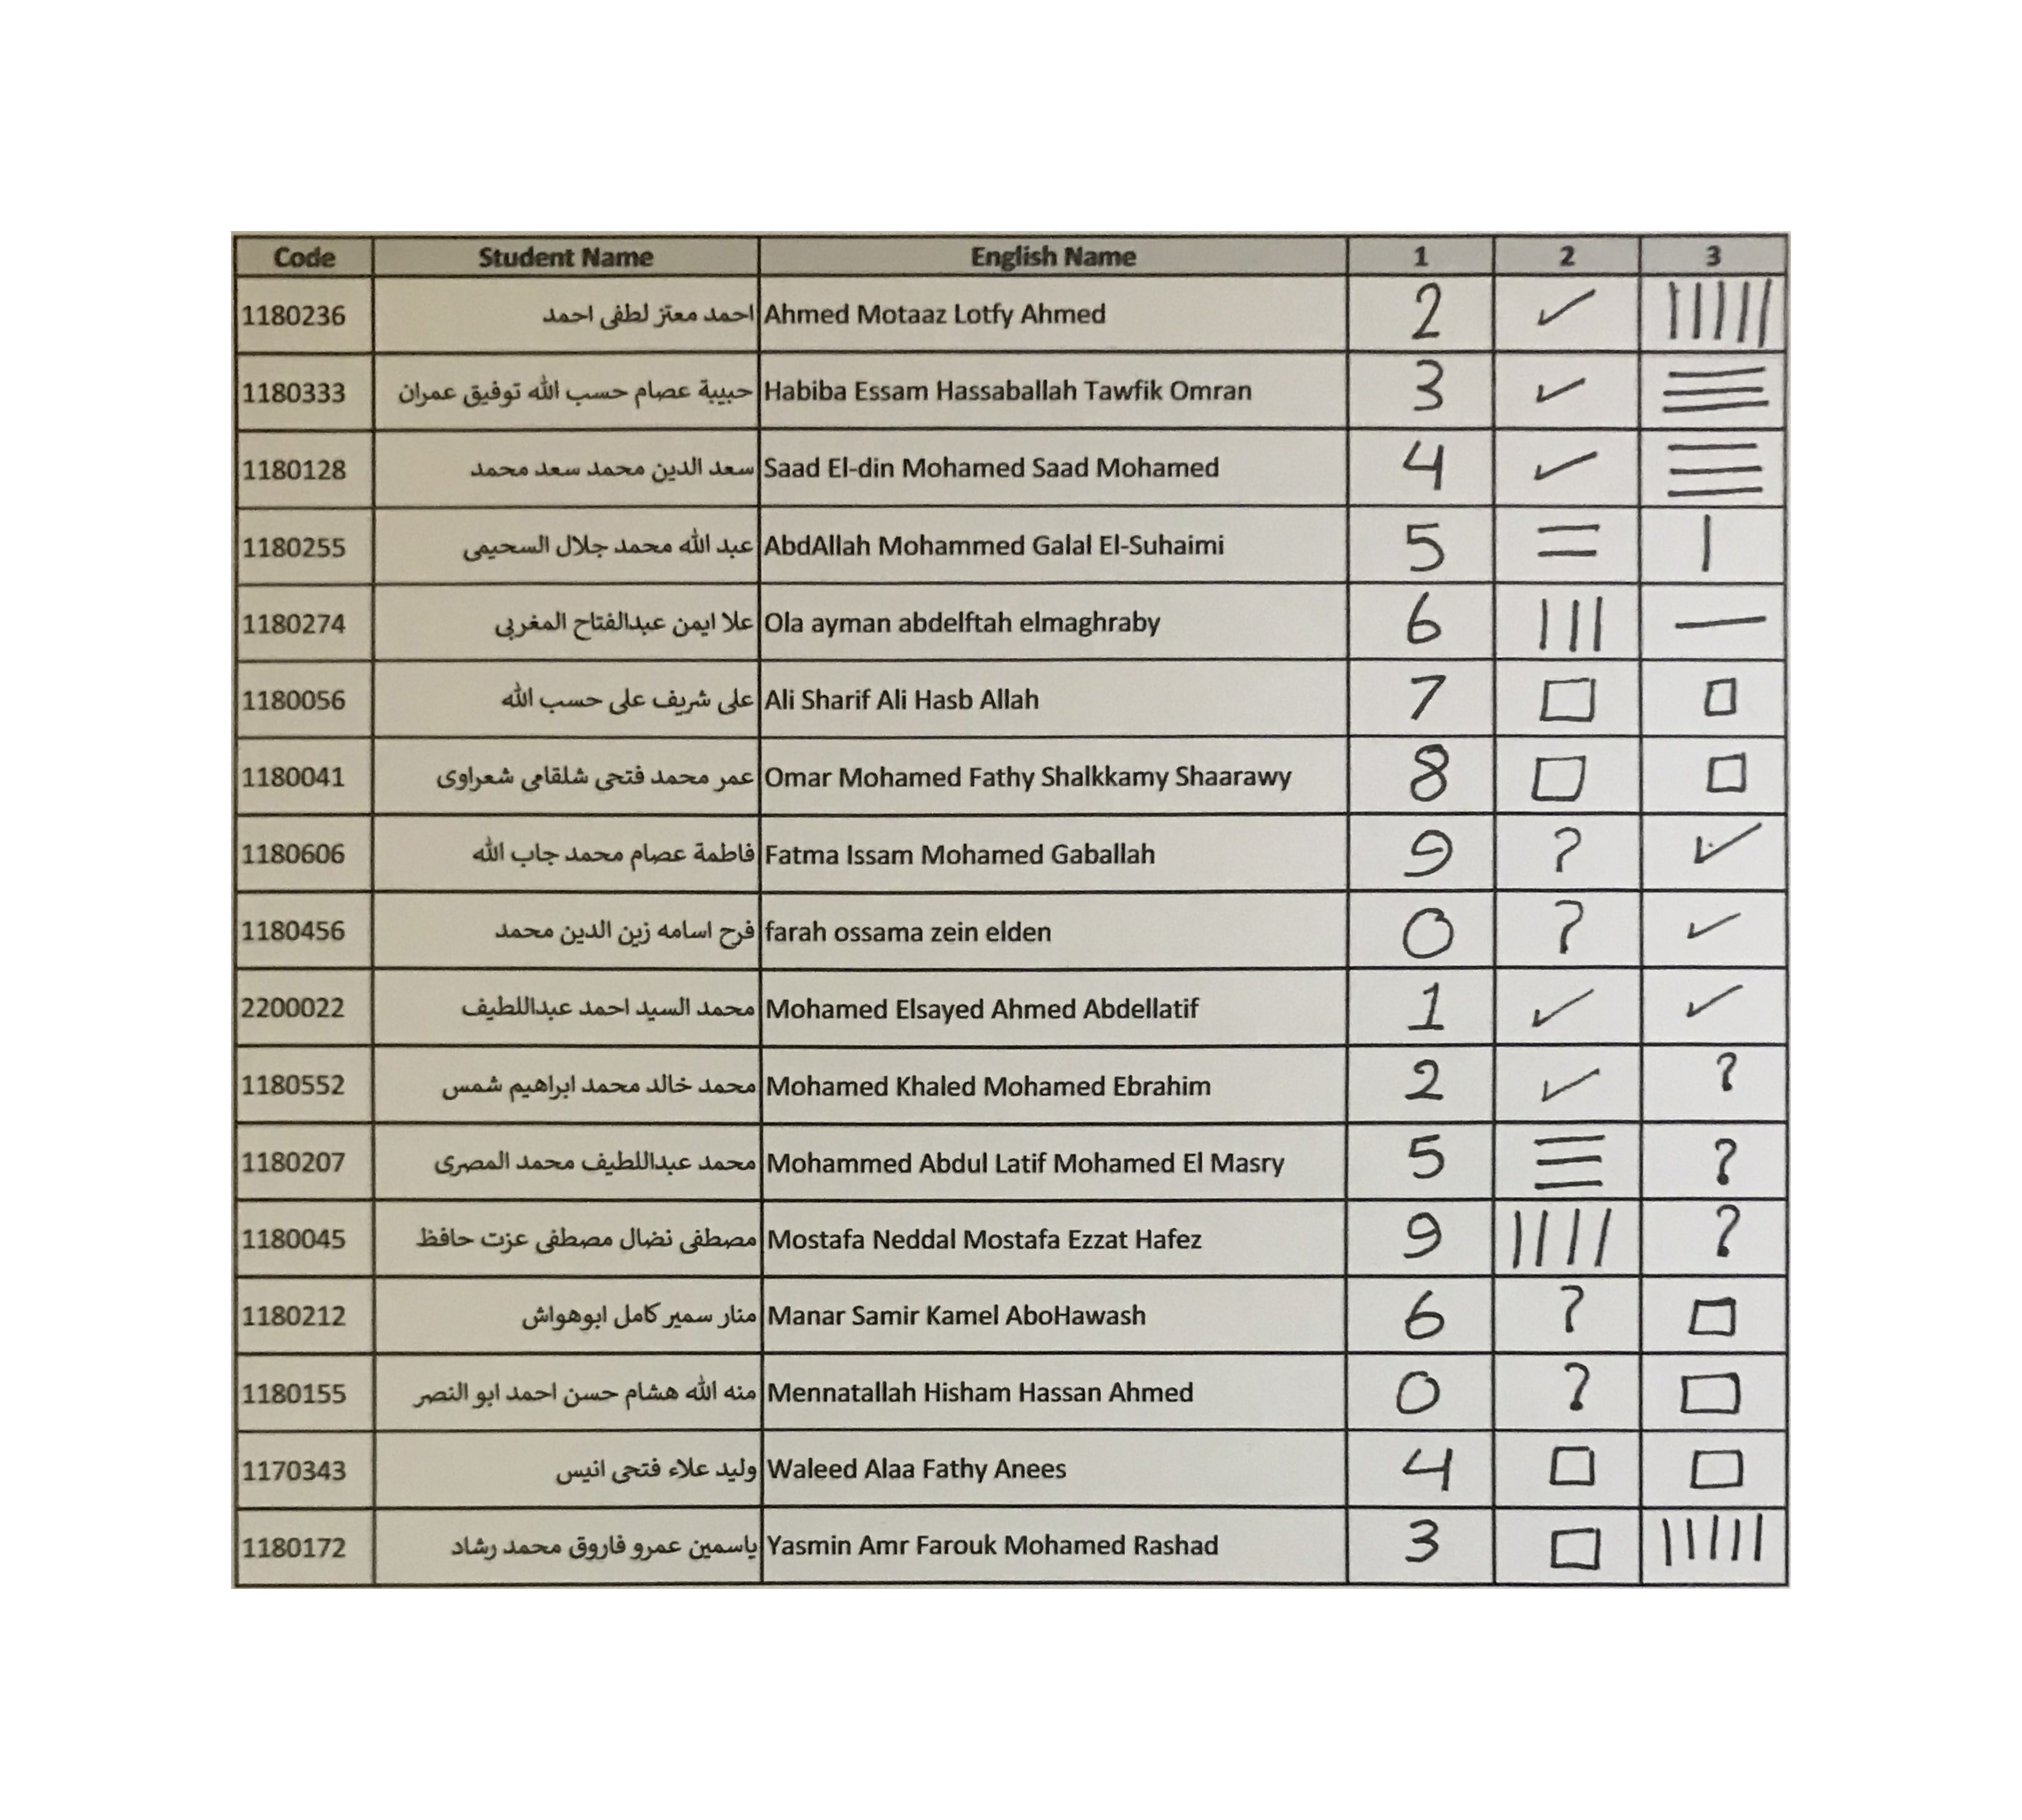 Code Student Name English Name 1 2 3
1180236 احمد معتز لطفى احمد Ahmed Motaaz Lotfy Ahmed 2 ✓ |||||
1180333 حبيبة عصام حسب الله توفيق عمران Habiba Essam Hassaballah Tawfik Omran 3 ✓ ☰
1180128 سعد الدين محمد سعد محمد Saad El-din Mohamed Saad Mohamed 4 ✓ ☰
1180255 عبد الله محمد جلال السحيمى AbdAllah Mohammed Galal El-Suhaimi 5 = |
1180274 علا ايمن عبدالفتاح المغربى Ola ayman abdelftah elmaghraby 6 ||| —
1180056 على شريف على حسب الله Ali Sharif Ali Hasb Allah 7 □ □
1180041 عمر محمد فتحى شلقامى شعراوى Omar Mohamed Fathy Shalkkamy Shaarawy 8 □ □
1180606 فاطمة عصام محمد جاب الله Fatma Issam Mohamed Gaballah 9 ? ✓
1180456 فرح اسامه زين الدين محمد farah ossama zein elden 0 ? ✓
2200022 محمد السيد احمد عبداللطيف Mohamed Elsayed Ahmed Abdellatif 1 ✓ ✓
1180552 محمد خالد محمد ابراهيم شمس Mohamed Khaled Mohamed Ebrahim 2 ✓ ?
1180207 محمد عبداللطيف محمد المصرى Mohammed Abdul Latif Mohamed El Masry 5 ☰ ?
1180045 مصطفى نضال مصطفى عزت حافظ Mostafa Neddal Mostafa Ezzat Hafez 9 |||| ?
1180212 منار سمير كامل ابوهواش Manar Samir Kamel AboHawash 6 ? □
1180155 منه الله هشام حسن احمد ابو النصر Mennatallah Hisham Hassan Ahmed 0 ? □
1170343 وليد علاء فتحى انيس Waleed Alaa Fathy Anees 4 □ □
1180172 ياسمين عمرو فاروق محمد رشاد Yasmin Amr Farouk Mohamed Rashad 3 □ |||||